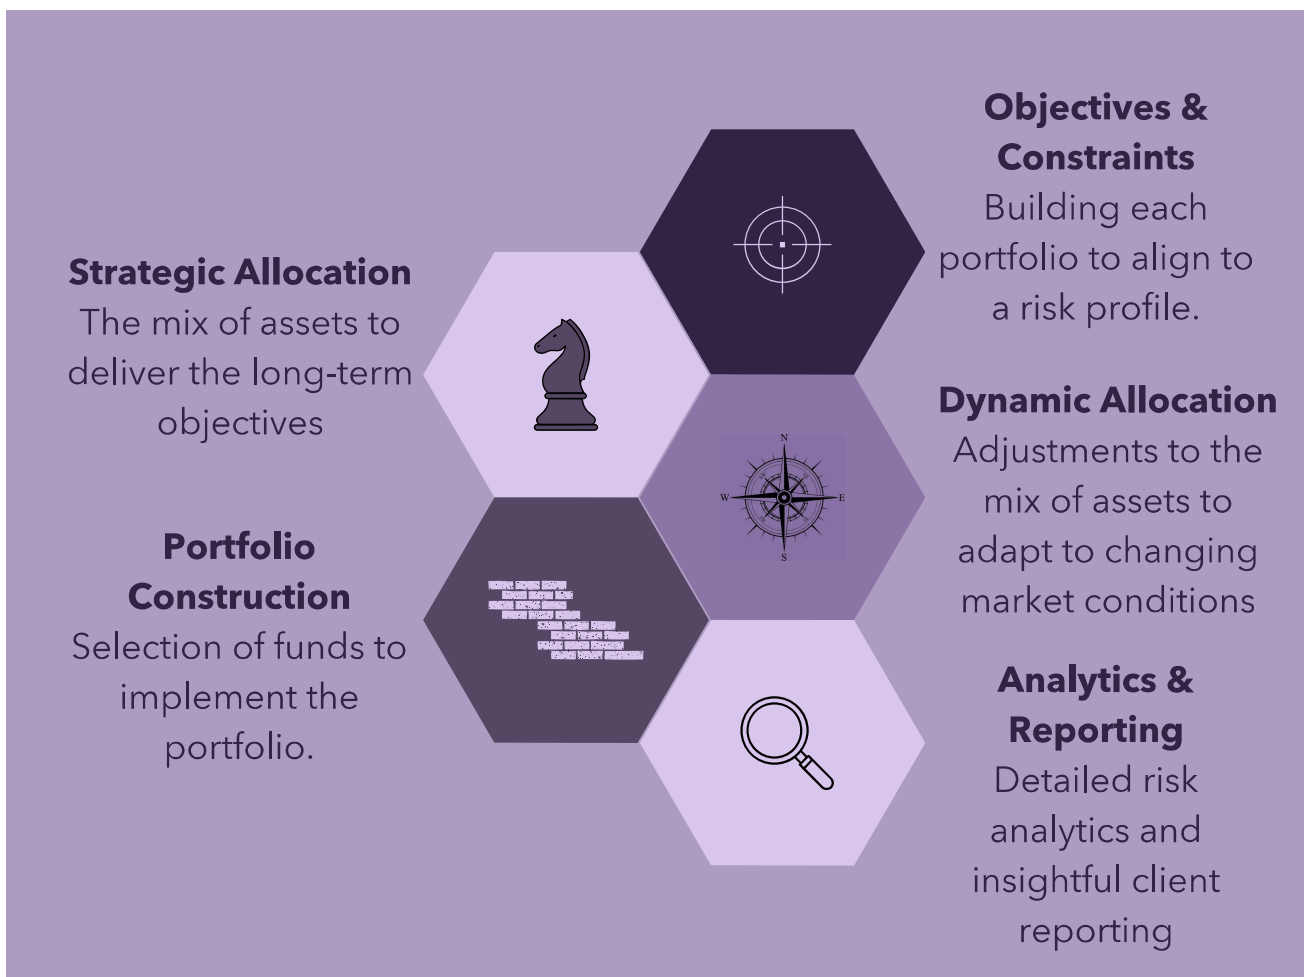 Objectives &
Constraints
Building each
portfolio to align to
a risk profile.
Strategic Allocation
The mix of assets to
deliver the long-term
objectives
Dynamic Allocation
Adjustments to the
mix of assets to
adapt to changing
market conditions
N
W
E
S
Portfolio
Construction
Selection of funds to
implement the
portfolio.
Analytics &
Reporting
Detailed risk
analytics and
insightful client
reporting